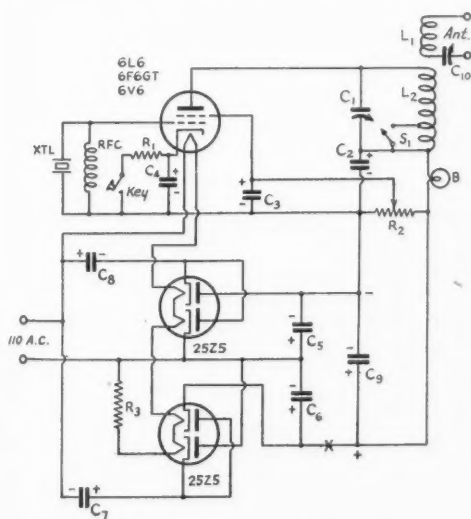 6L6
6F6GT
6V6
L1
Ant.
C10
XTL
RFC
R1
C4
Key
C3
C1
L2
S1
C2
B
R2
C8
25Z5
110 A.C.
C5
C6
C9
R3
25Z5
C7
X